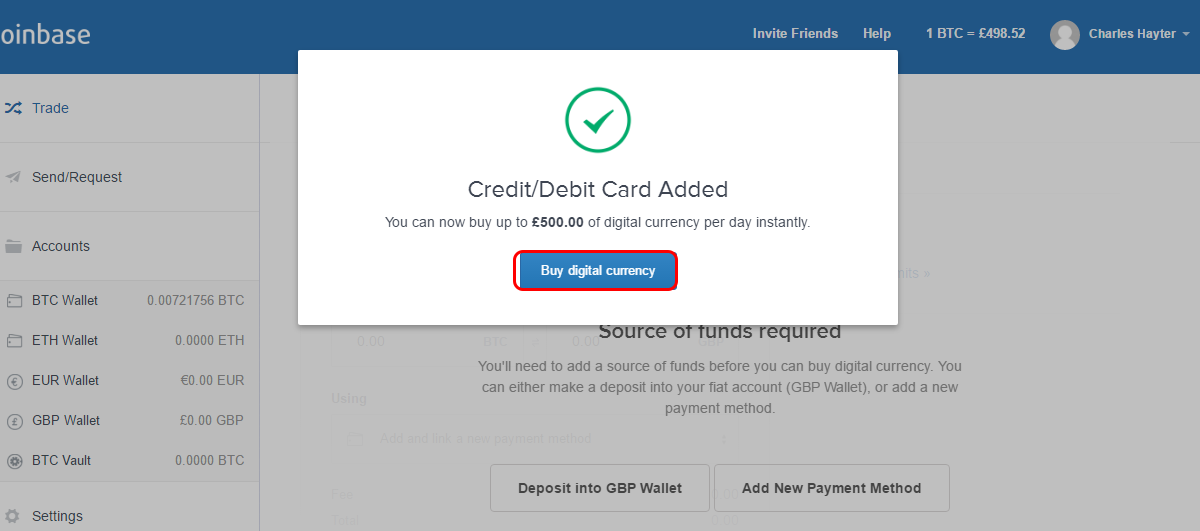 oinbase
Invite Friends
Help
1 BTC = £498.52
Charles Hayter
Trade
Send/Request
Accounts
BTC Wallet 0.00721756 BTC
ETH Wallet 0.0000 ETH
EUR Wallet €0.00 EUR
GBP Wallet £0.00 GBP
BTC Vault 0.0000 BTC
Settings
Credit/Debit Card Added
You can now buy up to £500.00 of digital currency per day instantly.
Buy digital currency
nits »
Source of funds required
0.00 BTC 0.00 GBP
You'll need to add a source of funds before you can buy digital currency. You
can either make a deposit into your fiat account (GBP Wallet), or add a new
payment method.
Using
Add and link a new payment method
Deposit into GBP Wallet
Add New Payment Method
Fee 0.00
Total 0.00